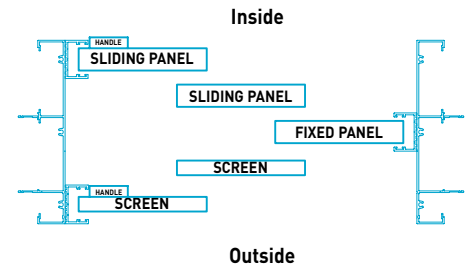 Inside
HANDLE
SLIDING PANEL
SLIDING PANEL
FIXED PANEL
SCREEN
HANDLE
SCREEN
Outside